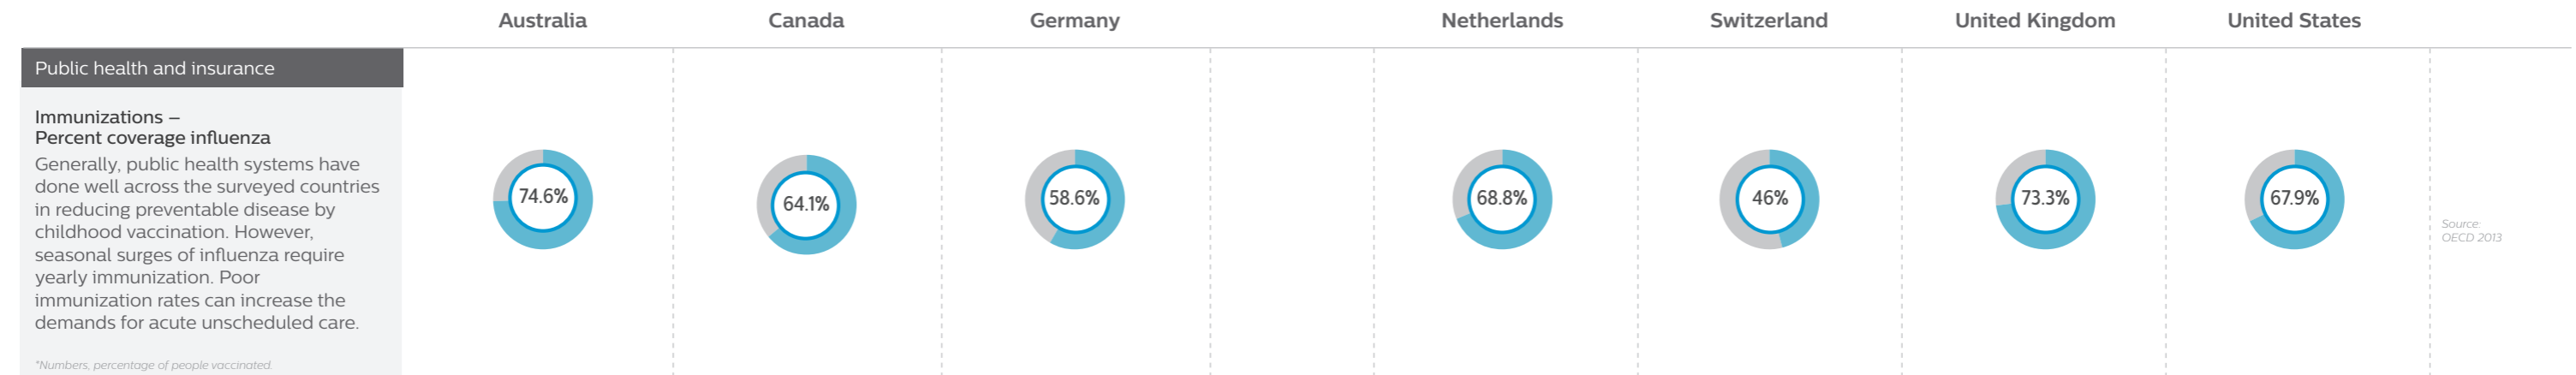 Australia
Canada
Germany
Netherlands
Switzerland
United Kingdom
United States
Public health and insurance
Immunizations –
Percent coverage influenza
Generally, public health systems have
done well across the surveyed countries
in reducing preventable disease by
childhood vaccination. However,
seasonal surges of influenza require
yearly immunization. Poor
immunization rates can increase the
demands for acute unscheduled care.
*Numbers, percentage of people vaccinated.
74.6%
64.1%
58.6%
68.8%
46%
73.3%
67.9%
Source:
OECD 2013